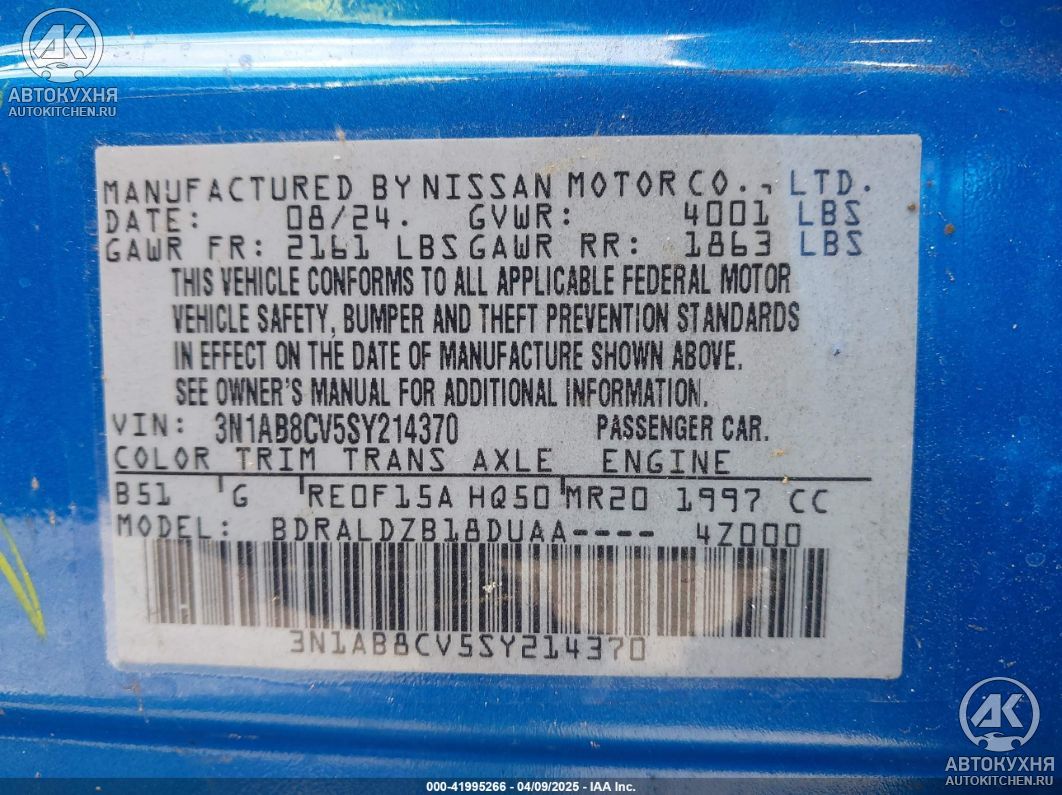 AK
АВТОКУХНЯ
AUTOKITCHEN.RU
MANUFACTURED BY NISSAN MOTOR CO., LTD.
DATE: 08/24. GVWR: 4001 LBS
GAWR FR: 2161 LBS GAWR RR: 1863 LBS
THIS VEHICLE CONFORMS TO ALL APPLICABLE FEDERAL MOTOR
VEHICLE SAFETY, BUMPER AND THEFT PREVENTION STANDARDS
IN EFFECT ON THE DATE OF MANUFACTURE SHOWN ABOVE.
SEE OWNER'S MANUAL FOR ADDITIONAL INFORMATION.
VIN: 3N1AB8CV5SY214370 PASSENGER CAR.
COLOR TRIM TRANS AXLE ENGINE
B51 G RE0F15A HQ50 MR20 1997 CC
MODEL: BDRALDZB18DUAA---- 4Z000
3N1AB8CV5SY214370
AK
АВТОКУХНЯ
AUTOKITCHEN.RU
000-41995266 - 04/09/2025 - IAA Inc.